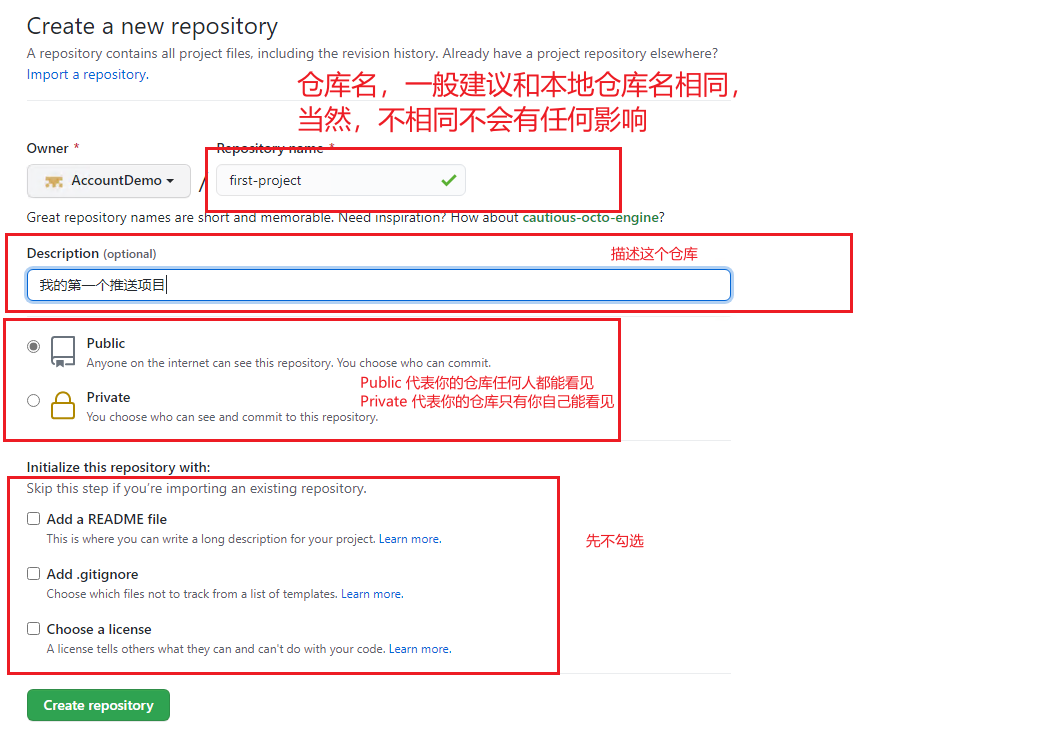 Create a new repository
A repository contains all project files, including the revision history. Already have a project repository elsewhere?
Import a repository.
仓库名，一般建议和本地仓库名相同，
当然，不相同不会有任何影响
Owner *
Repository name *
AccountDemo
/
first-project
Great repository names are short and memorable. Need inspiration? How about cautious-octo-engine?
Description (optional)
描述这个仓库
我的第一个推送项目
Public
Anyone on the internet can see this repository. You choose who can commit.
Public 代表你的仓库任何人都能看见
Private
Private 代表你的仓库只有你自己能看见
You choose who can see and commit to this repository.
Initialize this repository with:
Skip this step if you’re importing an existing repository.
Add a README file
This is where you can write a long description for your project. Learn more.
先不勾选
Add .gitignore
Choose which files not to track from a list of templates. Learn more.
Choose a license
A license tells others what they can and can't do with your code. Learn more.
Create repository